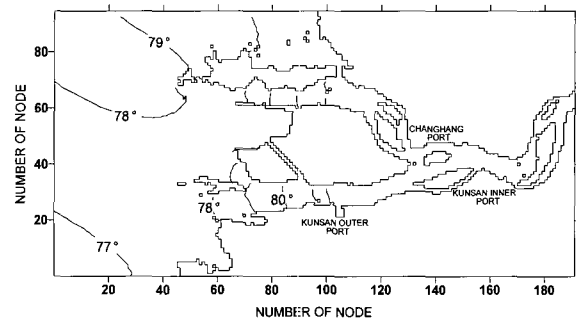 79°
80
78°
60
CHANGHANG
PORT
NUMBER OF NODE
40
78°
80°
KUNSAN INNER
PORT
20
KUNSAN OUTER
PORT
77°
20 40 60 80 100 120 140 160 180
NUMBER OF NODE